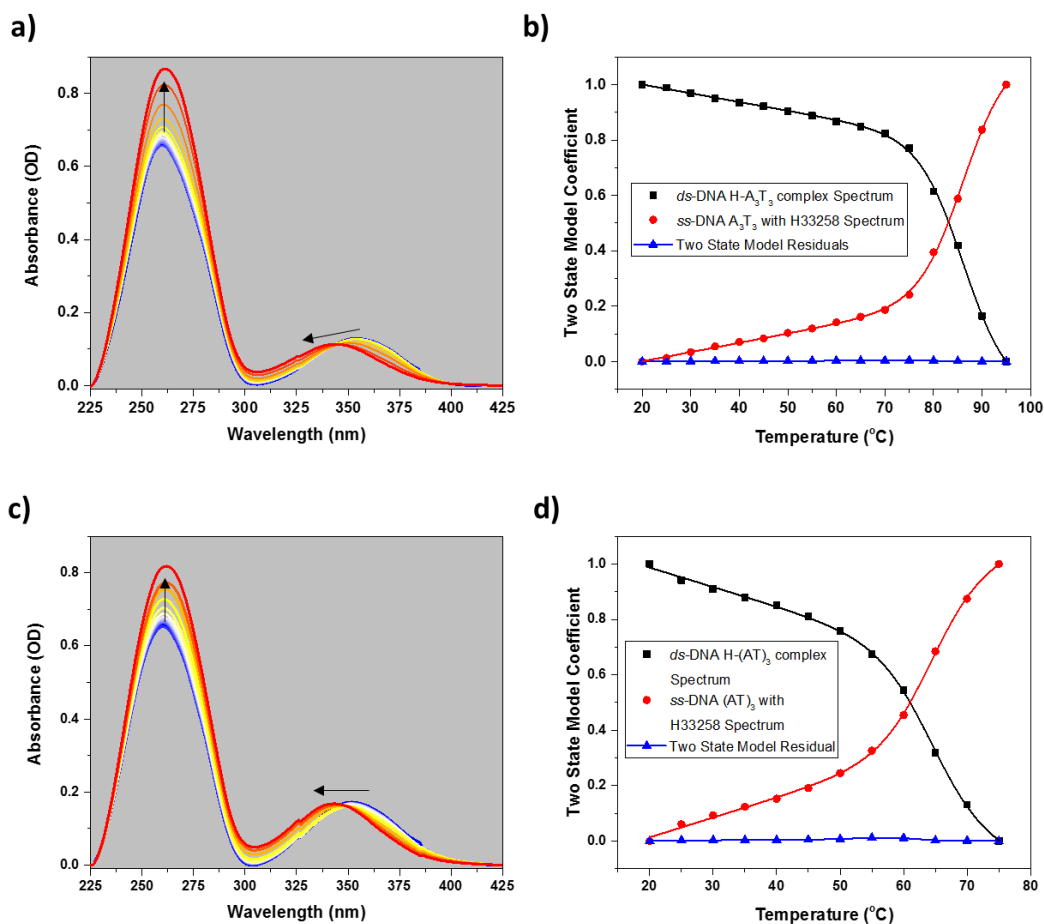 a)
Absorbance (OD)
0.8
0.6
0.4
0.2
0.0
225 250 275 300 325 350 375 400 425
Wavelength (nm)
b)
Two State Model Coefficient
1.0
0.8
0.6
0.4
0.2
0.0
ds-DNA H-A₃T₃ complex Spectrum
ss-DNA A₃T₃ with H33258 Spectrum
Two State Model Residuals
20 30 40 50 60 70 80 90 100
Temperature (°C)
c)
Absorbance (OD)
0.8
0.6
0.4
0.2
0.0
225 250 275 300 325 350 375 400 425
Wavelength (nm)
d)
Two State Model Coefficient
1.0
0.8
0.6
0.4
0.2
0.0
ds-DNA H-(AT)₃ complex
Spectrum
ss-DNA (AT)₃ with
H33258 Spectrum
Two State Model Residual
20 30 40 50 60 70 80
Temperature (°C)